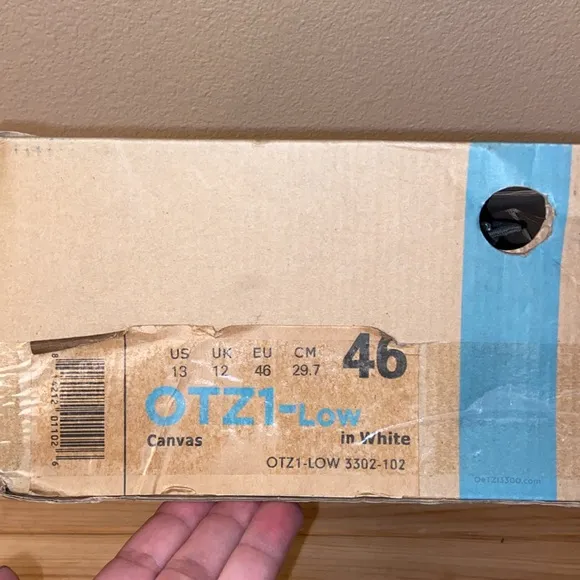 US UK EU CM 46
13 12 46 29.7
OTZ1-Low
Canvas in White
OTZ1-LOW 3302-102